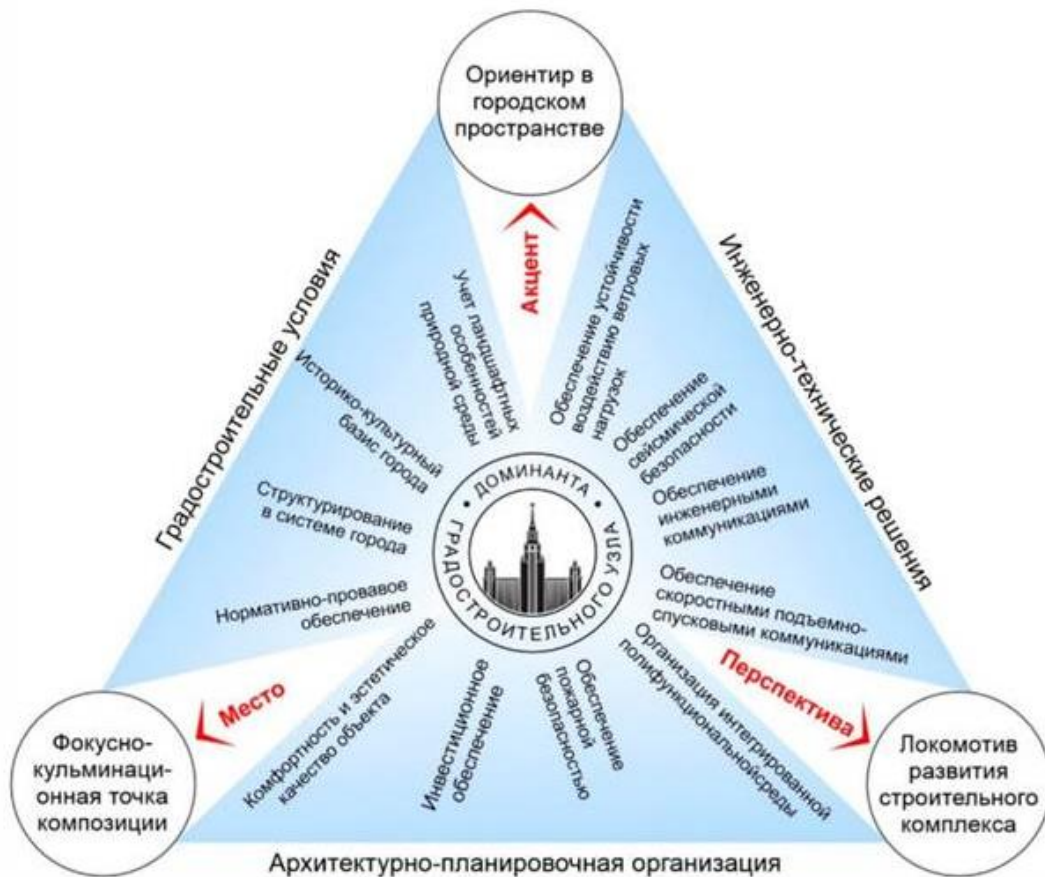 Ориентир в
городском
пространстве
Акцент
Градостроительные условия
Инженерно-технические решения
Учет ландшафтных
особенностей
природной среды
Историко-культурный
базис города
Структурирование
в системе города
Нормативно-провавое
обеспечение
Обеспечение устойчивости
воздействию ветровых
нагрузок
Обеспечение
сейсмической
безопасности
Обеспечение
инженерными
коммуникациями
Обеспечение
скоростными подъемно-
спусковыми коммуникациями
• ДОМИНАНТА •
ГРАДОСТРОИТЕЛЬНОГО УЗЛА
Комфортность и эстетическое
качество объекта
Инвестиционное
обеспечение
Обеспечение
пожарной
безопасностью
Организация интегрированной
полифункциональнойсреды
Место
Перспектива
Фокусно-
кульминаци-
онная точка
композиции
Локомотив
развития
строительного
комплекса
Архитектурно-планировочная организация